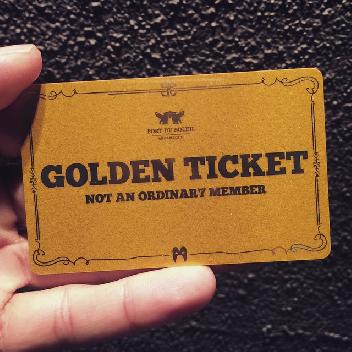 GOLDEN TICKET
NOT AN ORDINARY MEMBER